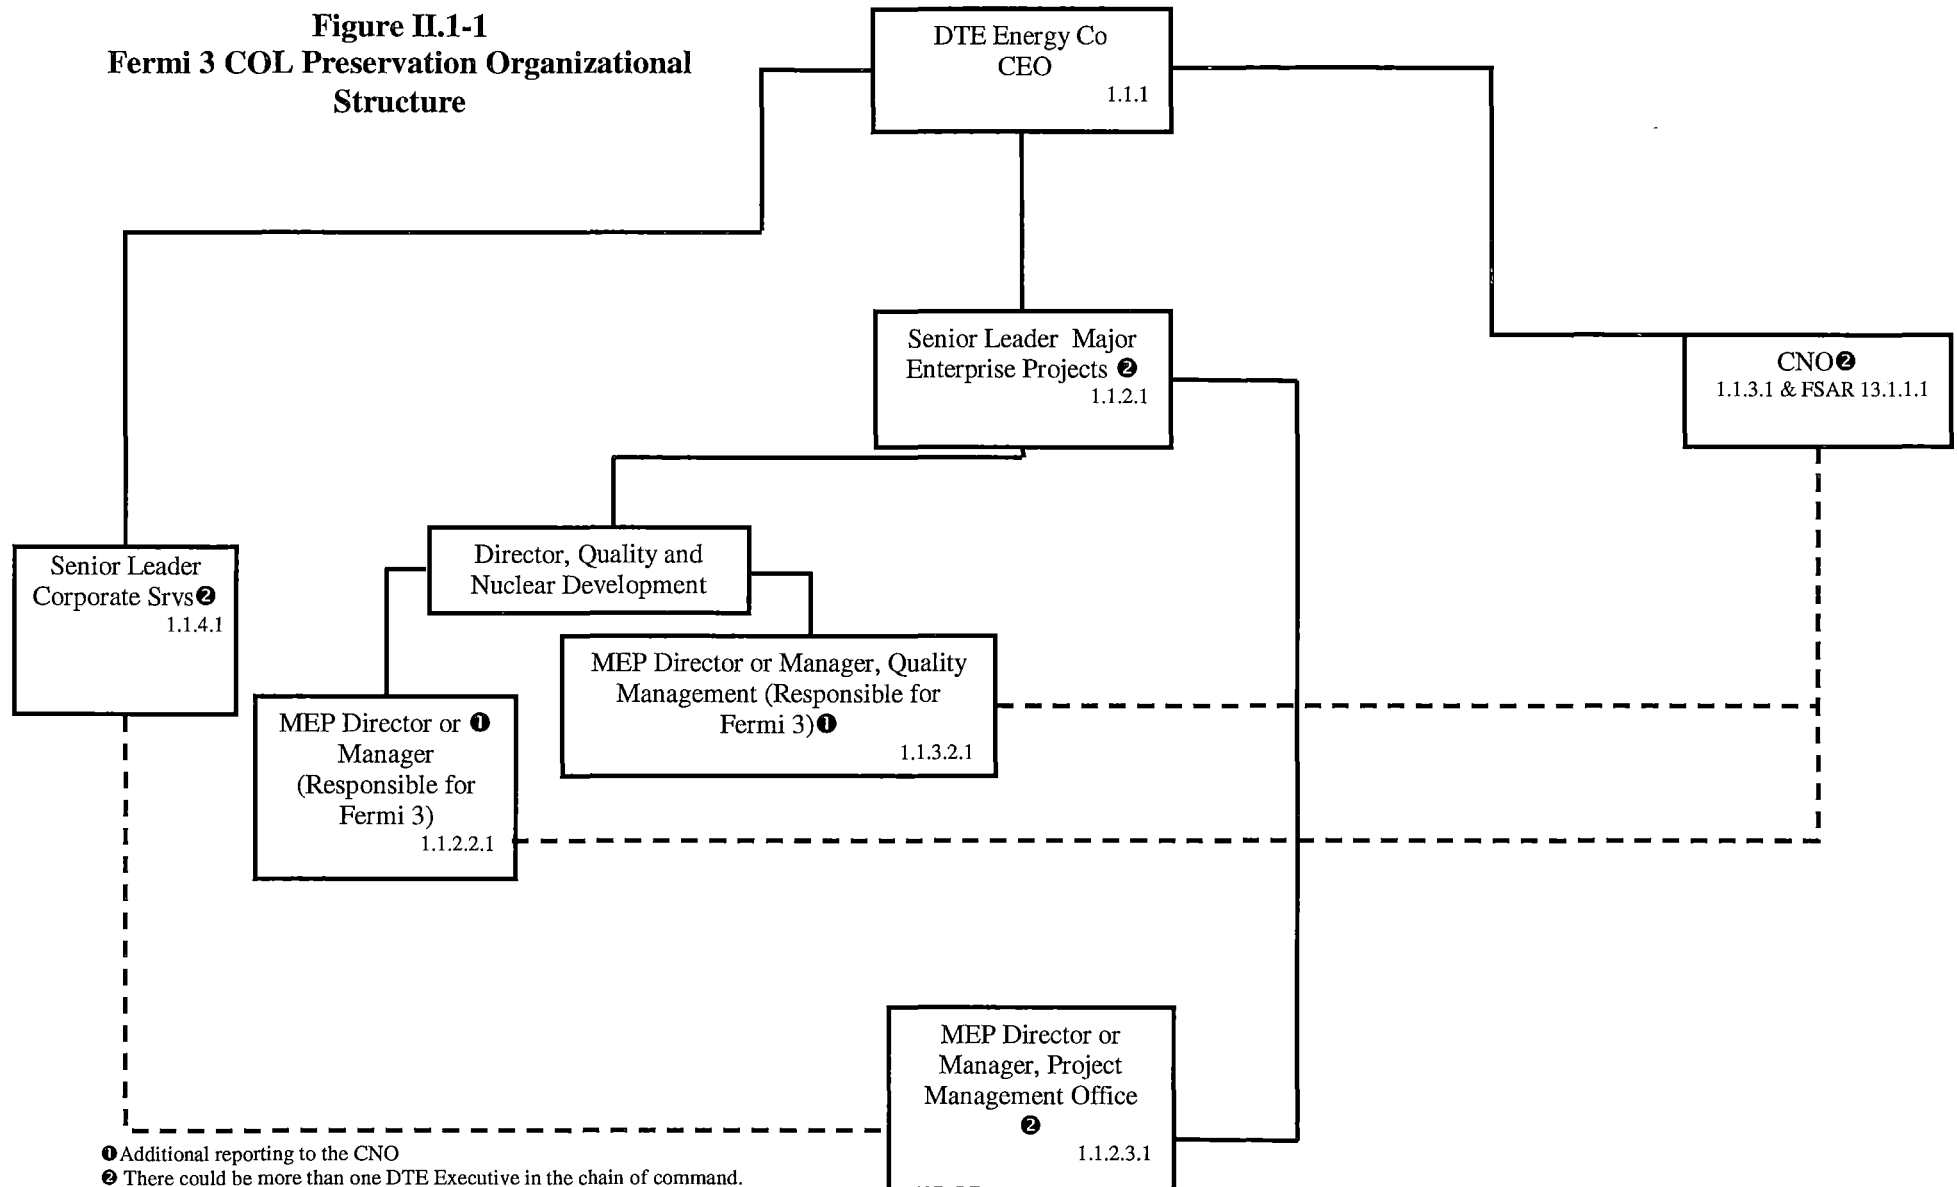 Figure II.1-1
Fermi 3 COL Preservation Organizational
Structure
DTE Energy Co
CEO
1.1.1
Senior Leader Major
Enterprise Projects ❷
1.1.2.1
CNO❷
1.1.3.1 & FSAR 13.1.1.1
Senior Leader
Corporate Srvs❷
1.1.4.1
Director, Quality and
Nuclear Development
MEP Director or Manager, Quality
Management (Responsible for
Fermi 3)❶
1.1.3.2.1
MEP Director or ❶
Manager
(Responsible for
Fermi 3)
1.1.2.2.1
MEP Director or
Manager, Project
Management Office
❷
1.1.2.3.1
❶Additional reporting to the CNO
❷ There could be more than one DTE Executive in the chain of command.